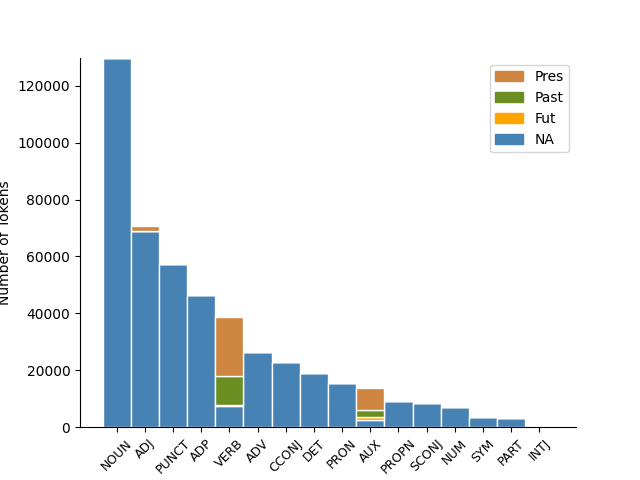 Pres
Past
Fut
NA
120000
100000
80000
60000
40000
20000
0
Number of Tokens
NOUN
ADJ
PUNCT
ADP
VERB
ADV
CCONJ
DET
PRON
AUX
PROPN
SCONJ
NUM
SYM
PART
INTJ